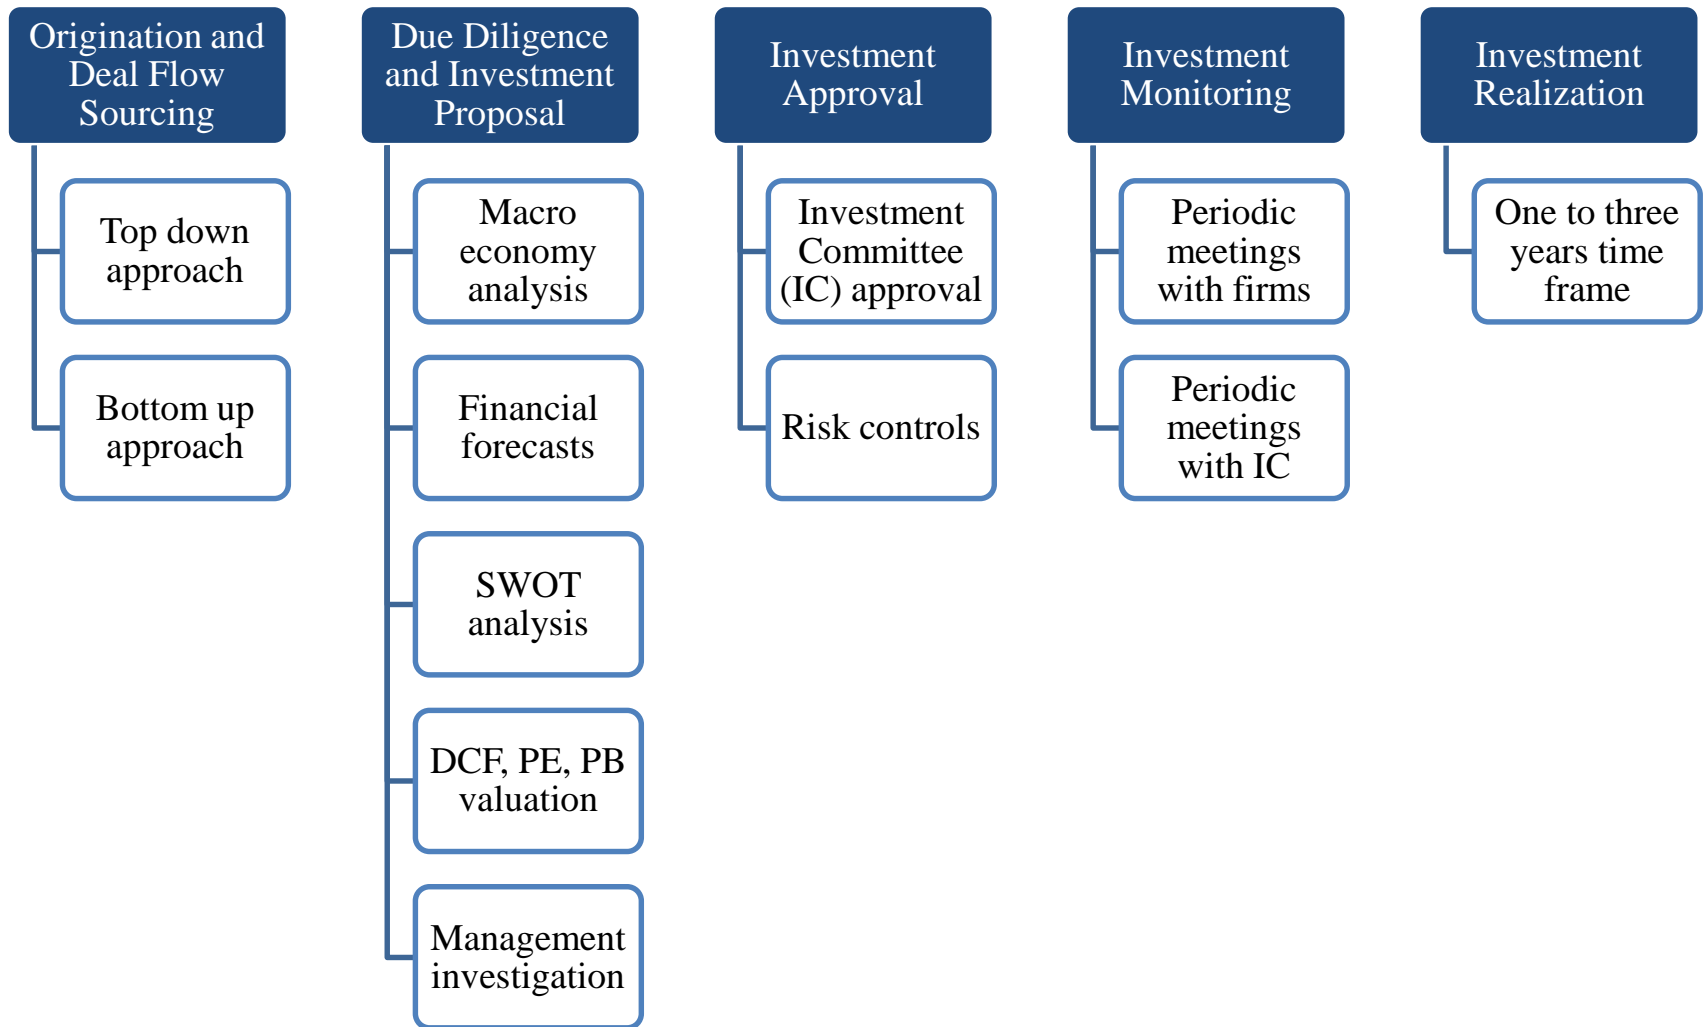 Origination and
Deal Flow
Sourcing
Top down
approach
Bottom up
approach
Due Diligence
and Investment
Proposal
Macro
economy
analysis
Financial
forecasts
SWOT
analysis
DCF, PE, PB
valuation
Management
investigation
Investment
Approval
Investment
Committee
(IC) approval
Risk controls
Investment
Monitoring
Periodic
meetings
with firms
Periodic
meetings
with IC
Investment
Realization
One to three
years time
frame